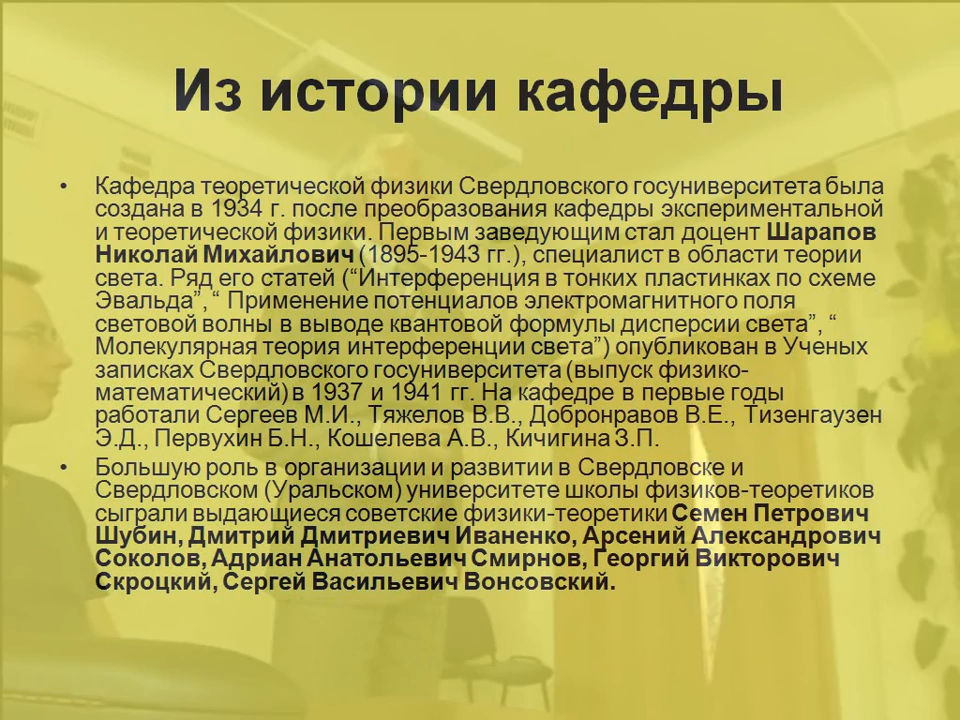 Из истории кафедры
• Кафедра теоретической физики Свердловского госуниверситета была
создана в 1934 г. после преобразования кафедры экспериментальной
и теоретической физики. Первым заведующим стал доцент Шарапов
Николай Михайлович (1895-1943 гг.), специалист в области теории
света. Ряд его статей (“Интерференция в тонких пластинках по схеме
Эвальда”, “ Применение потенциалов электромагнитного поля
световой волны в выводе квантовой формулы дисперсии света”, “
Молекулярная теория интерференции света”) опубликован в Ученых
записках Свердловского госуниверситета (выпуск физико-
математический) в 1937 и 1941 гг. На кафедре в первые годы
работали Сергеев М.И., Тяжелов В.В., Добронравов В.Е., Тизенгаузен
Э.Д., Первухин Б.Н., Кошелева А.В., Кичигина З.П.
• Большую роль в организации и развитии в Свердловске и
Свердловском (Уральском) университете школы физиков-теоретиков
сыграли выдающиеся советские физики-теоретики Семен Петрович
Шубин, Дмитрий Дмитриевич Иваненко, Арсений Александрович
Соколов, Адриан Анатольевич Смирнов, Георгий Викторович
Скроцкий, Сергей Васильевич Вонсовский.